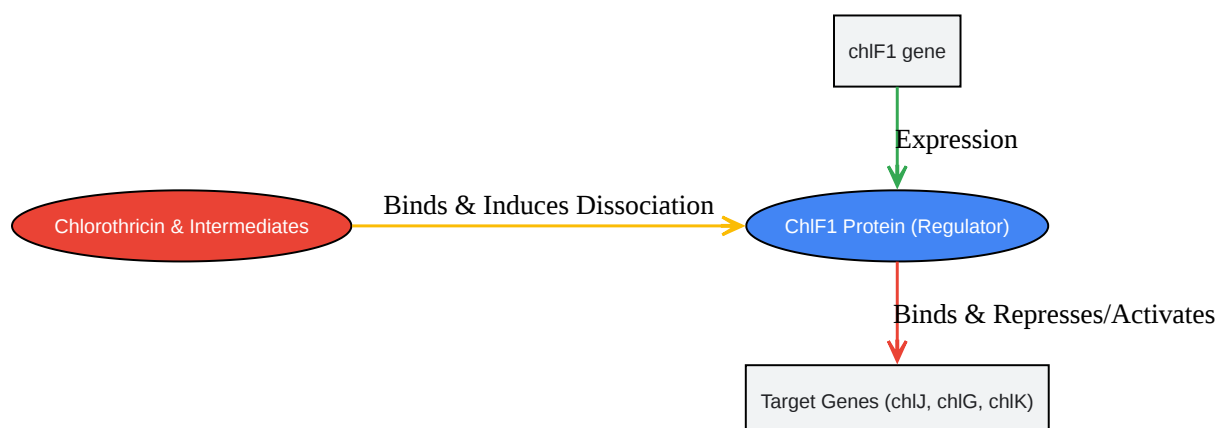 chlF1 gene
Expression
Chlorothricin & Intermediates
Binds & Induces Dissociation
ChlF1 Protein (Regulator)
Binds & Represses/Activates
Target Genes (chlJ, chlG, chlK)